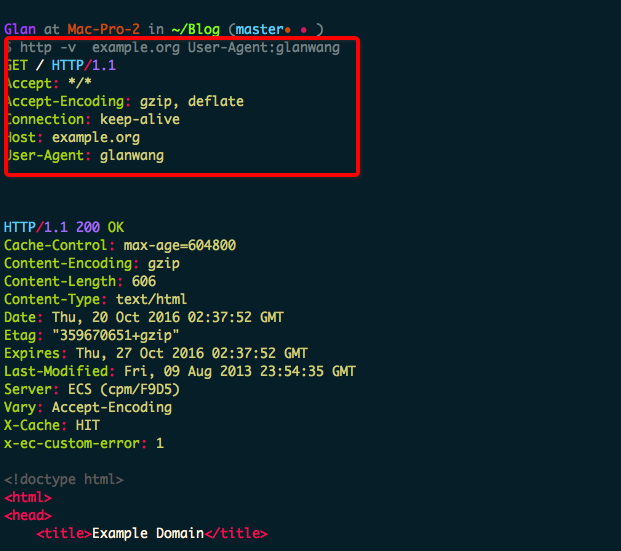 Glan at Mac-Pro-2 in ~/Blog (master● ● )
$ http -v  example.org User-Agent:glanwang
GET / HTTP/1.1
Accept: */*
Accept-Encoding: gzip, deflate
Connection: keep-alive
Host: example.org
User-Agent: glanwang
HTTP/1.1 200 OK
Cache-Control: max-age=604800
Content-Encoding: gzip
Content-Length: 606
Content-Type: text/html
Date: Thu, 20 Oct 2016 02:37:52 GMT
Etag: "359670651+gzip"
Expires: Thu, 27 Oct 2016 02:37:52 GMT
Last-Modified: Fri, 09 Aug 2013 23:54:35 GMT
Server: ECS (cpm/F9D5)
Vary: Accept-Encoding
X-Cache: HIT
x-ec-custom-error: 1
<!doctype html>
<html>
<head>
    <title>Example Domain</title>